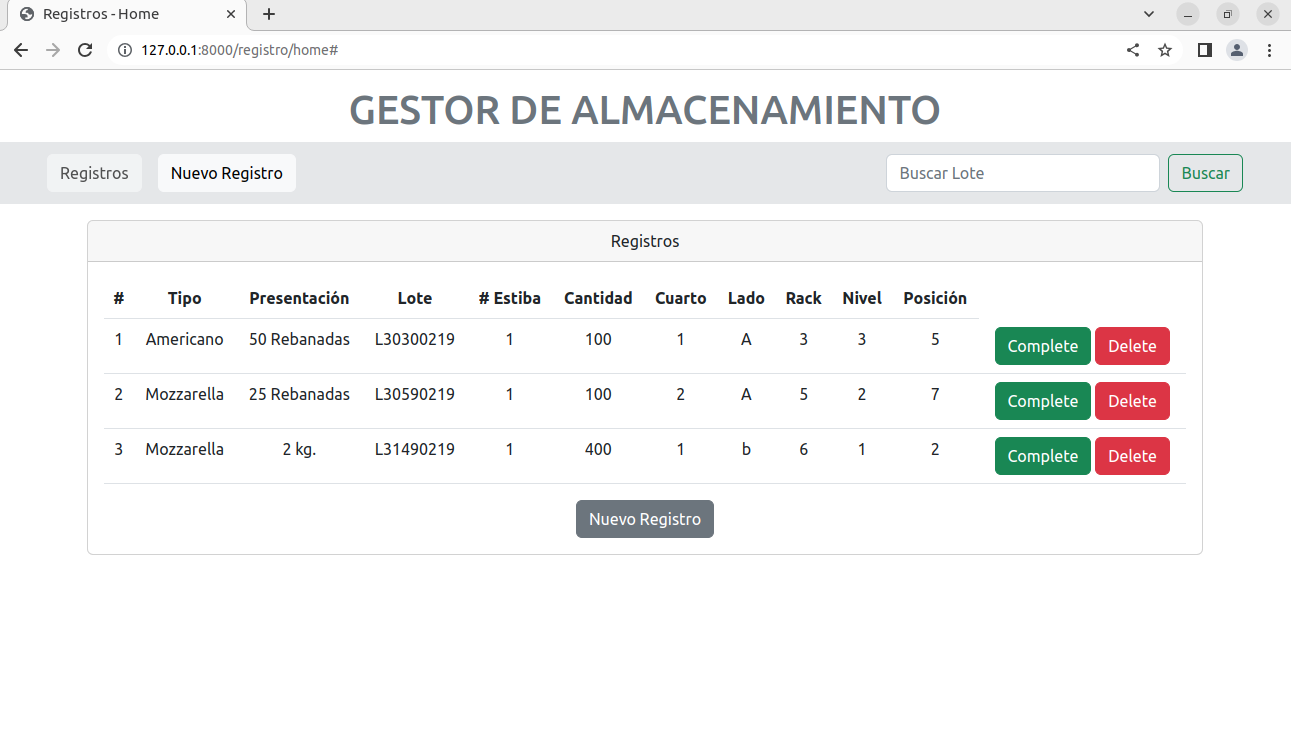 Registros - Home
127.0.0.1:8000/registro/home#
GESTOR DE ALMACENAMIENTO
Registros Nuevo Registro Buscar Lote Buscar
Registros
# Tipo Presentación Lote # Estiba Cantidad Cuarto Lado Rack Nivel Posición
1 Americano 50 Rebanadas L30300219 1 100 1 A 3 3 5 Complete Delete
2 Mozzarella 25 Rebanadas L30590219 1 100 2 A 5 2 7 Complete Delete
3 Mozzarella 2 kg. L31490219 1 400 1 b 6 1 2 Complete Delete
Nuevo Registro